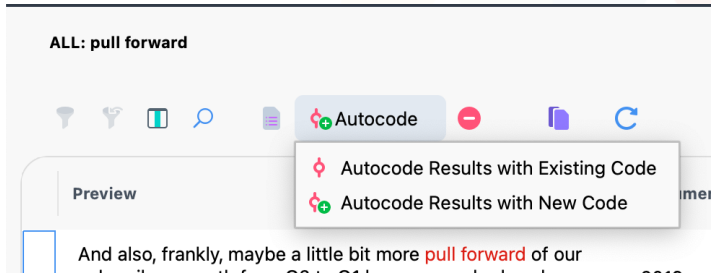 ALL: pull forward
Autocode
Autocode Results with Existing Code
Autocode Results with New Code
Preview
And also, frankly, maybe a little bit more pull forward of our